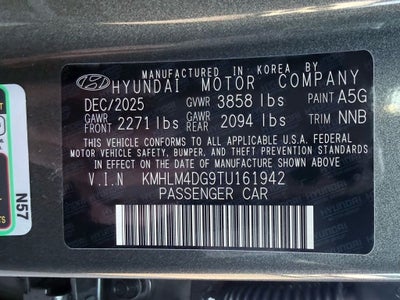 MANUFACTURED IN KOREA BY
HYUNDAI MOTOR COMPANY
DEC/2025 GVWR 3858 lbs PAINT A5G
GAWR FRONT 2271 lbs GAWR REAR 2094 lbs TRIM NNB
THIS VEHICLE CONFORMS TO ALL APPLICABLE U.S.A. FEDERAL
MOTOR VEHICLE SAFETY, BUMPER, AND THEFT PREVENTION STANDARDS
IN EFFECT ON THE DATE OF MANUFACTURE SHOWN ABOVE.
V.I.N KMHLM4DG9TU161942
PASSENGER CAR
N57